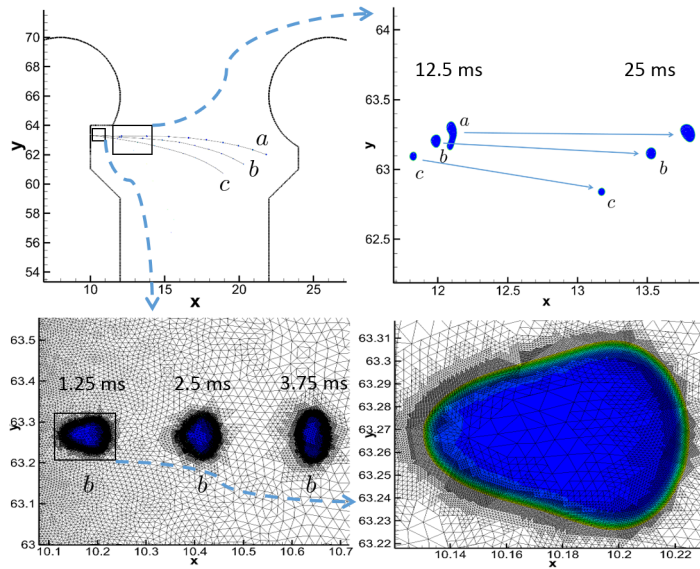 70
68
66
64
62
60
58
56
54
y
a
b
c
10
15
20
25
x
64
63.5
63
62.5
y
12.5 ms
25 ms
a
b
c
b
c
12
12.5
13
13.5
x
63.5
63.4
63.3
63.2
63.1
63
y
1.25 ms
2.5 ms
3.75 ms
b
b
b
10.1
10.2
10.3
10.4
10.5
10.6
10.7
x
63.31
63.3
63.29
63.28
63.27
63.26
63.25
63.24
63.23
63.22
y
10.14
10.16
10.18
10.2
10.22
x